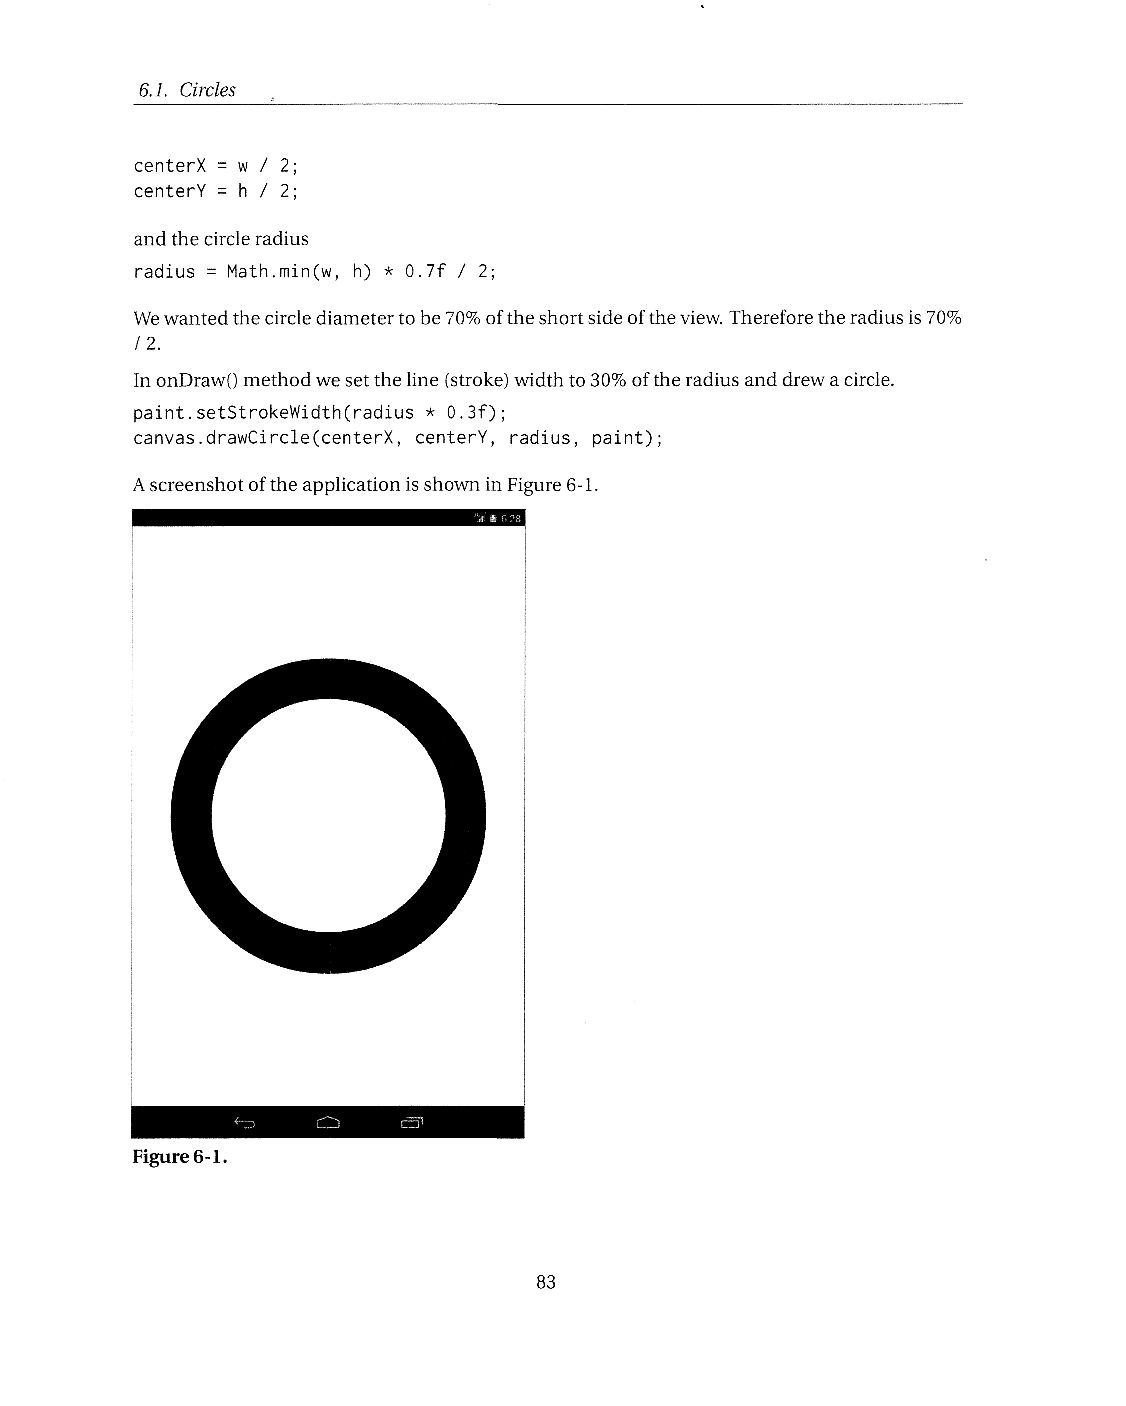 6.1. Circles
centerX = w / 2;
centerY = h / 2;
and the circle radius
radius = Math.min(w, h) * 0.7f / 2;
We wanted the circle diameter to be 70% of the short side of the view. Therefore the radius is 70%
/ 2.
In onDraw() method we set the line (stroke) width to 30% of the radius and drew a circle.
paint.setStrokeWidth(radius * 0.3f);
canvas.drawCircle(centerX, centerY, radius, paint);
A screenshot of the application is shown in Figure 6-1.
6:28
Figure 6-1.
83